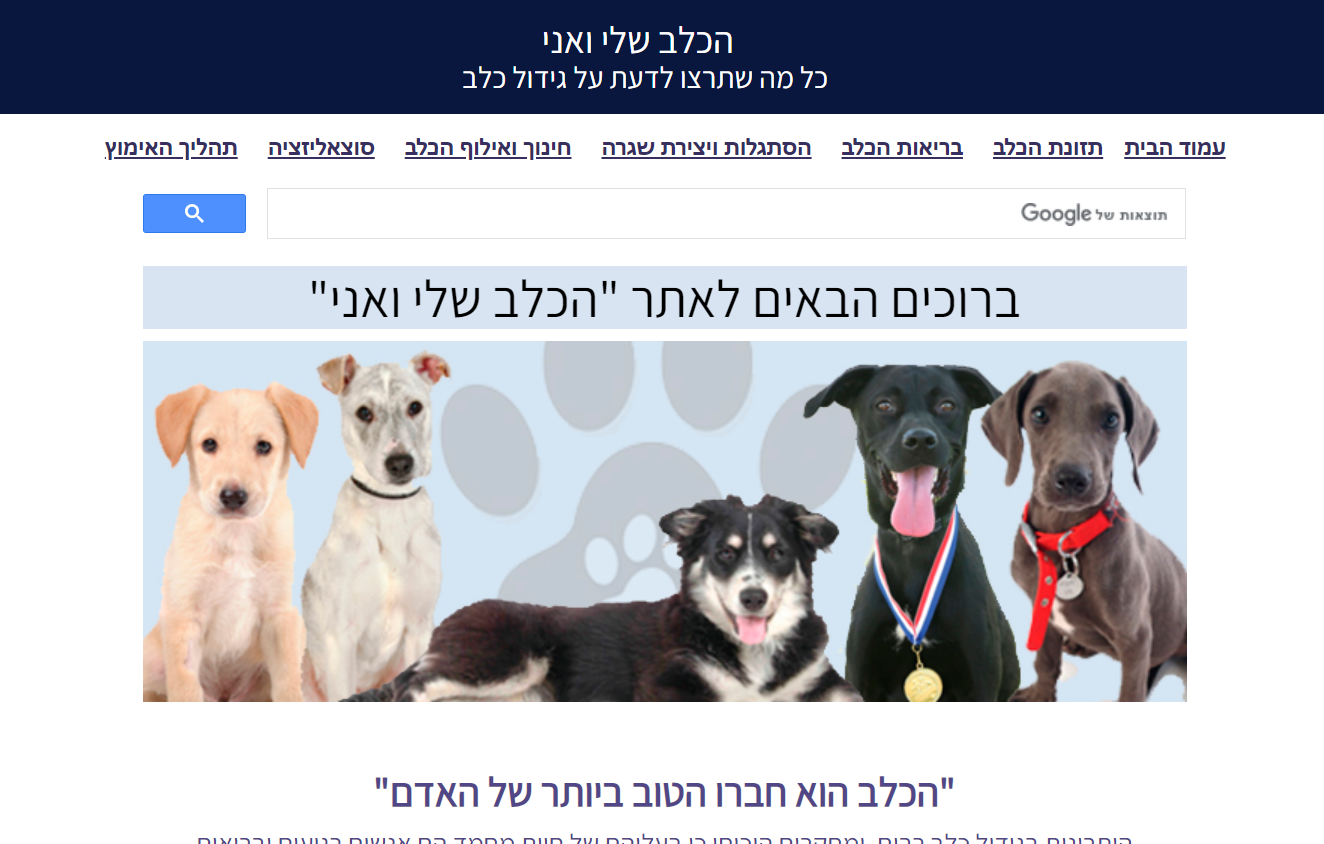 הכלב שלי ואני
כל מה שתרצו לדעת על גידול כלב
עמוד הבית תזונת הכלב בריאות הכלב הסתגלות ויצירת שגרה חינוך ואילוף הכלב סוצאליזציה תהליך האימוץ
תוצאות של Google
ברוכים הבאים לאתר "הכלב שלי ואני"
"הכלב הוא חברו הטוב ביותר של האדם"